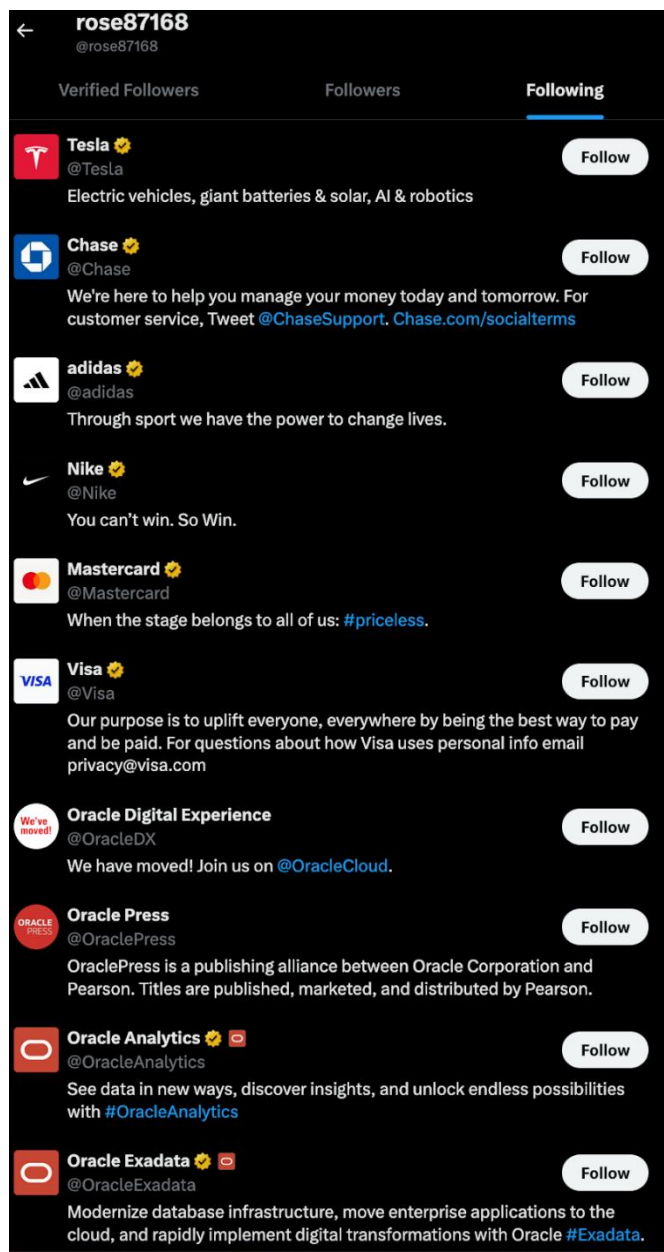 rose87168
@rose87168
Verified Followers Followers Following
Tesla
@Tesla
Follow
Electric vehicles, giant batteries & solar, AI & robotics
Chase
@Chase
Follow
We're here to help you manage your money today and tomorrow. For
customer service, Tweet @ChaseSupport. Chase.com/socialterms
adidas
@adidas
Follow
Through sport we have the power to change lives.
Nike
@Nike
Follow
You can’t win. So Win.
Mastercard
@Mastercard
Follow
When the stage belongs to all of us: #priceless.
VISA
Visa
@Visa
Follow
Our purpose is to uplift everyone, everywhere by being the best way to pay
and be paid. For questions about how Visa uses personal info email
privacy@visa.com
We've
moved!
Oracle Digital Experience
@OracleDX
Follow
We have moved! Join us on @OracleCloud.
ORACLE
PRESS
Oracle Press
@OraclePress
Follow
OraclePress is a publishing alliance between Oracle Corporation and
Pearson. Titles are published, marketed, and distributed by Pearson.
Oracle Analytics
@OracleAnalytics
Follow
See data in new ways, discover insights, and unlock endless possibilities
with #OracleAnalytics
Oracle Exadata
@OracleExadata
Follow
Modernize database infrastructure, move enterprise applications to the
cloud, and rapidly implement digital transformations with Oracle #Exadata.